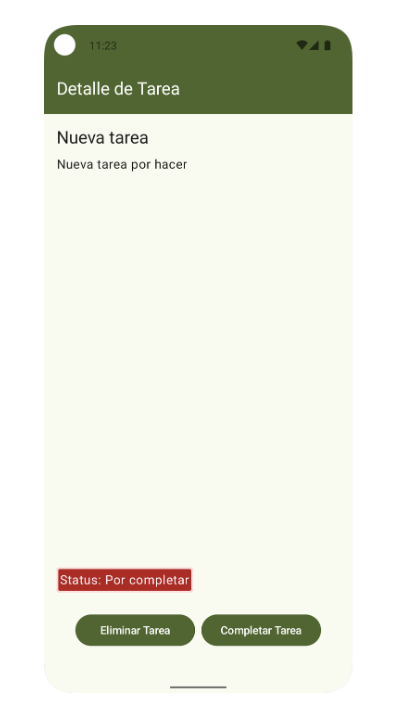 11:23
Detalle de Tarea
Nueva tarea
Nueva tarea por hacer
Status: Por completar
Eliminar Tarea
Completar Tarea